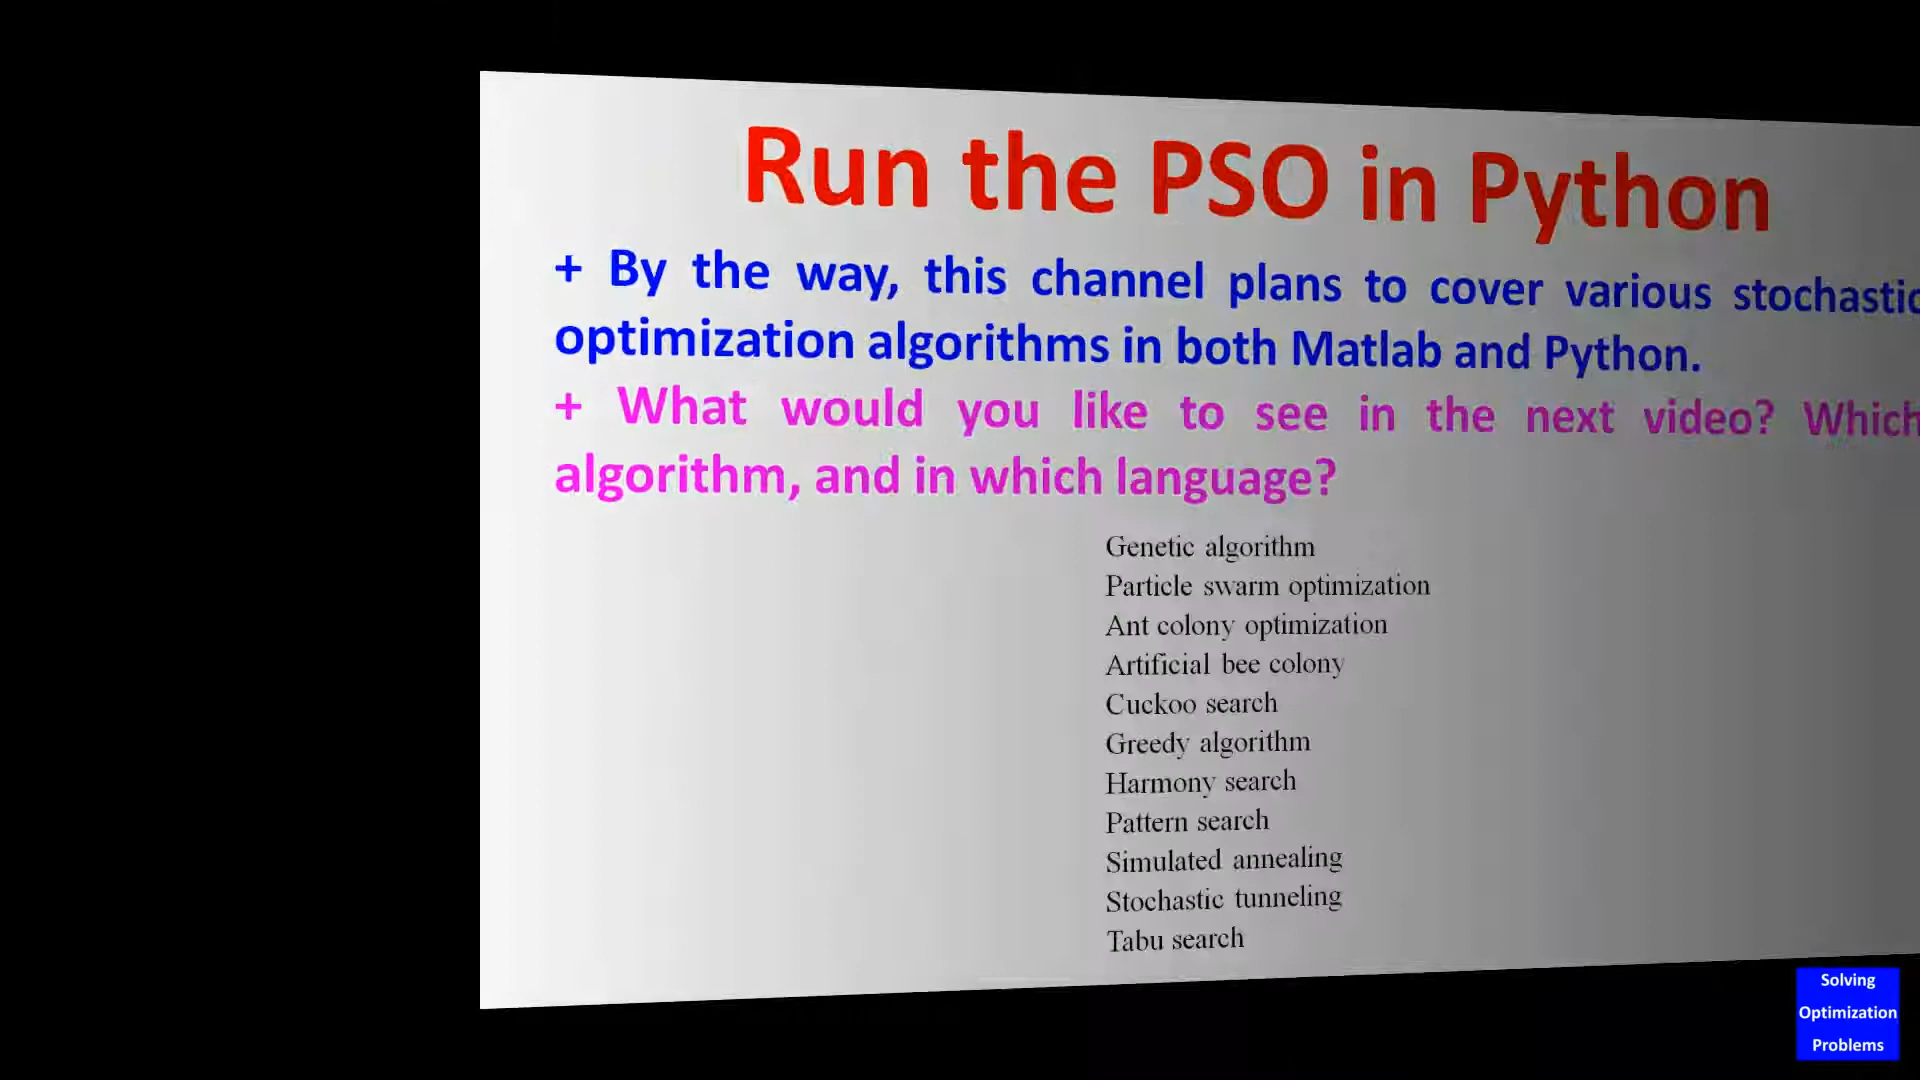 Run the PSO in Python
+ By the way, this channel plans to cover various stochastic
optimization algorithms in both Matlab and Python.
+ What would you like to see in the next video? Which
algorithm, and in which language?
Genetic algorithm
Particle swarm optimization
Ant colony optimization
Artificial bee colony
Cuckoo search
Greedy algorithm
Harmony search
Pattern search
Simulated annealing
Stochastic tunneling
Tabu search
Solving
Optimization
Problems